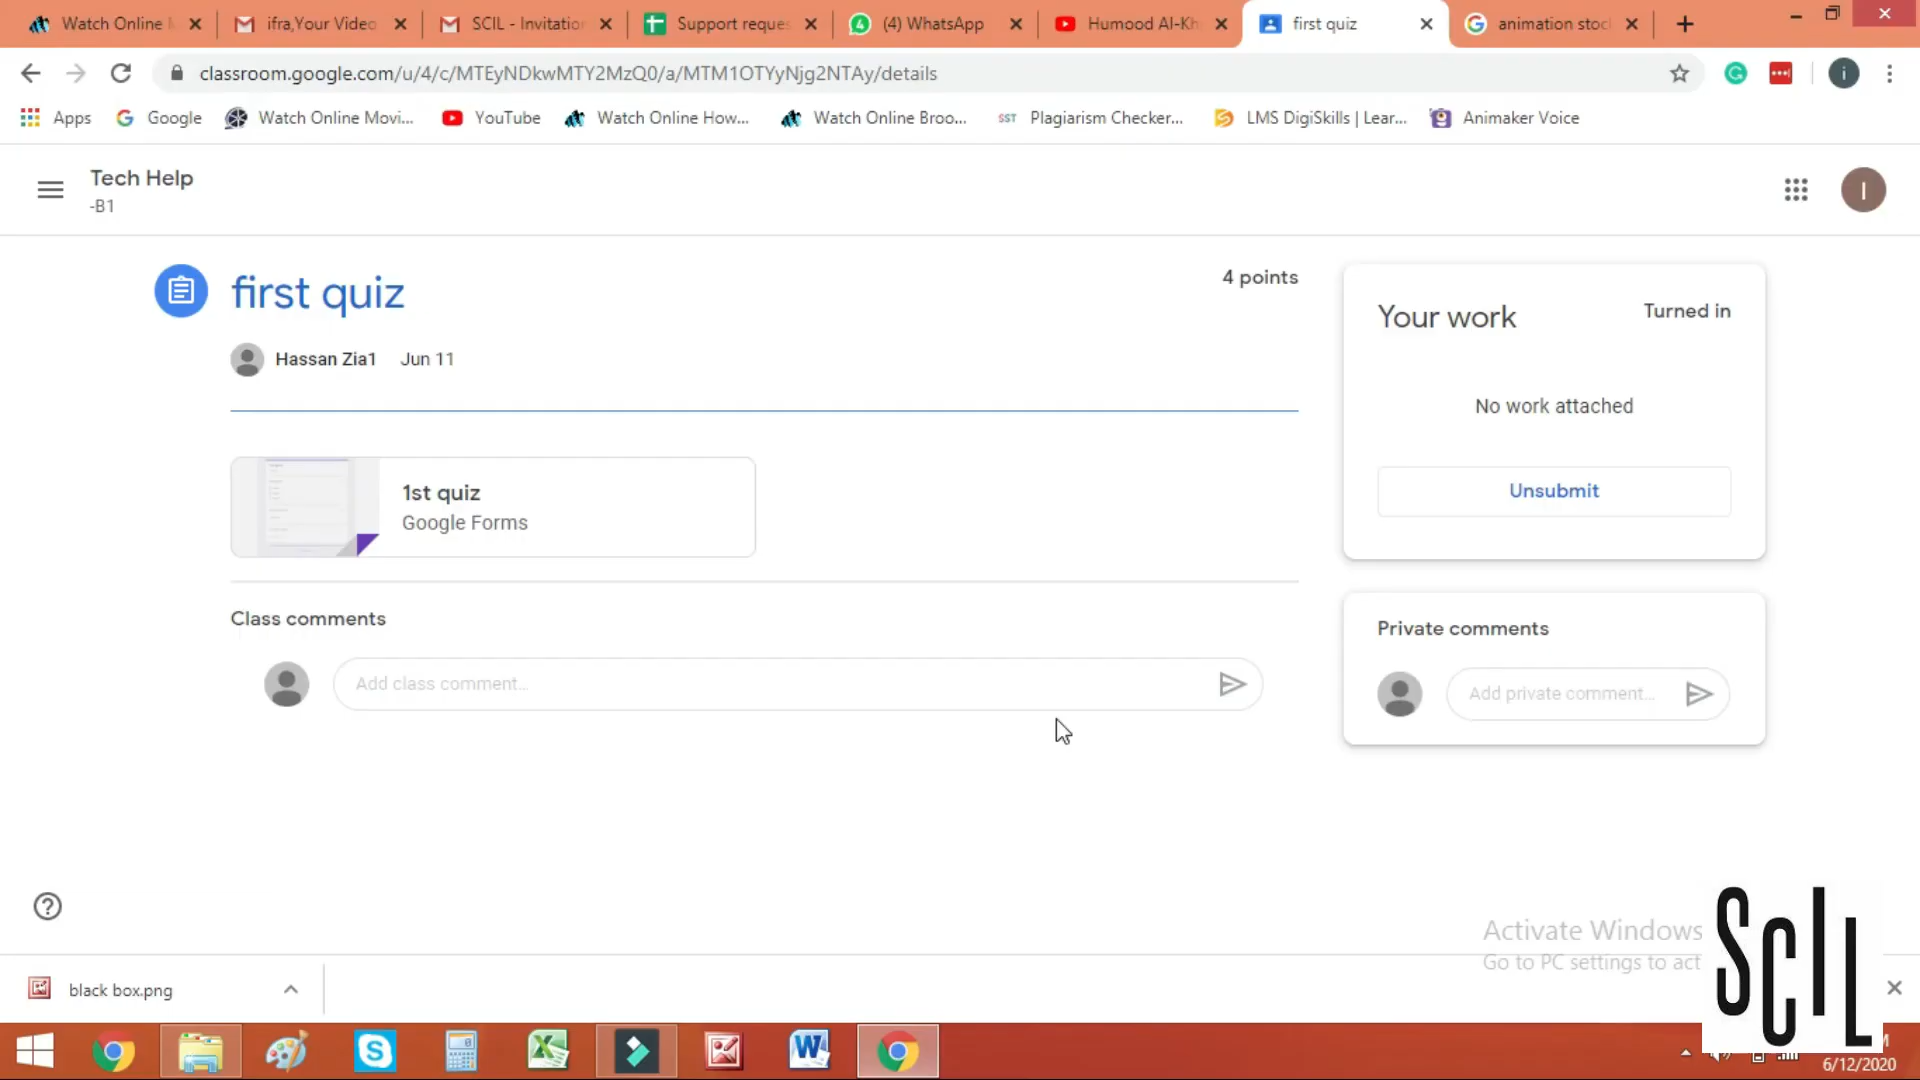 Watch Online M
ifra,Your Video
SCIL - Invitation
Support reques
(4) WhatsApp
Humood Al-Kh
first quiz
animation stoc
classroom.google.com/u/4/c/MTEyNDkwMTY2MzQ0/a/MTM1OTYyNjg2NTAy/details
i
Apps
Google
Watch Online Movi...
YouTube
Watch Online How...
Watch Online Broo...
SST
Plagiarism Checker...
LMS DigiSkills | Lear...
Animaker Voice
Tech Help
-B1
I
first quiz
4 points
Hassan Zia1 Jun 11
Your work
Turned in
No work attached
Unsubmit
1st quiz
Google Forms
Class comments
Add class comment...
Private comments
Add private comment...
Activate Windows
Go to PC settings to act
SCIL
black box.png
6/12/2020